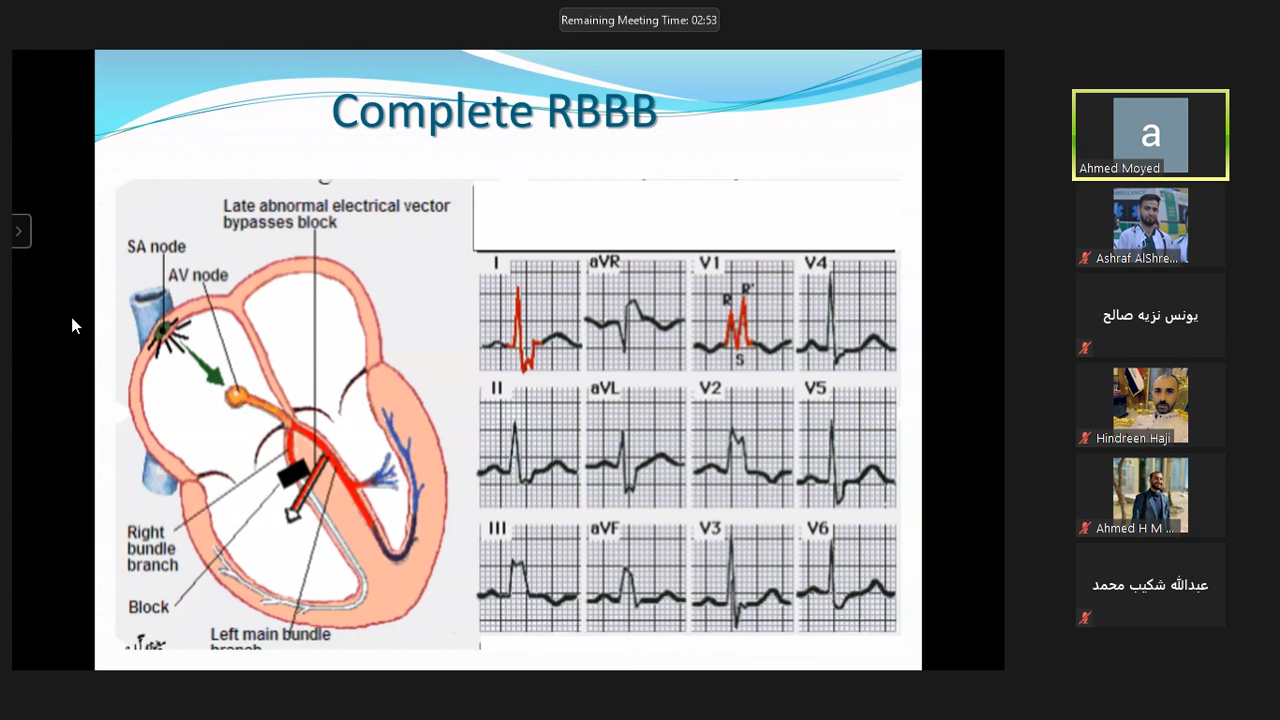 Remaining Meeting Time: 02:53
Complete RBBB
Late abnormal electrical vector
bypasses block
SA node
AV node
Right
bundle
branch
Block
Left main bundle
branch
I
aVR
V1
V4
R
R'
S
II
aVL
V2
V5
III
aVF
V3
V6
a
Ahmed Moyed
Ashraf AlShre...
يونس نزيه صالح
Hindreen Haji
Ahmed H M ...
عبدالله شكيب محمد